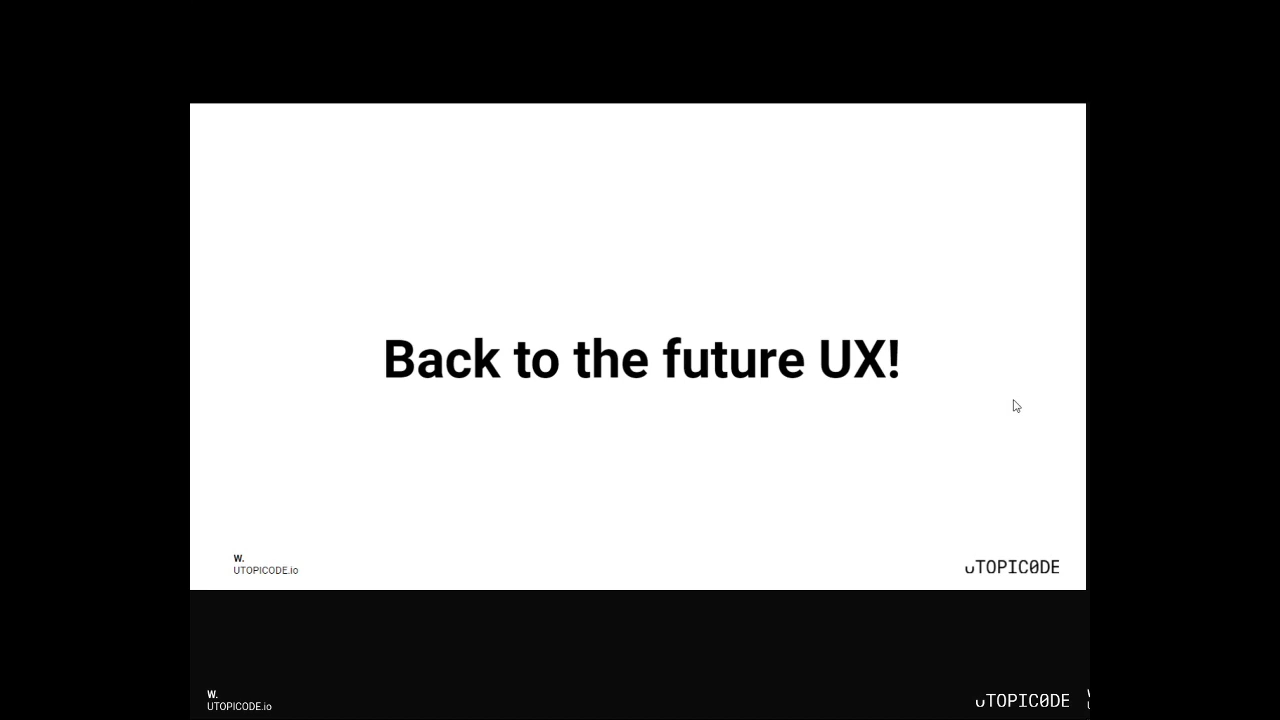 Back to the future UX!
W.
UTOPICODE.io
uTOPIC0DE
W.
UTOPICODE.io
uTOPIC0DE